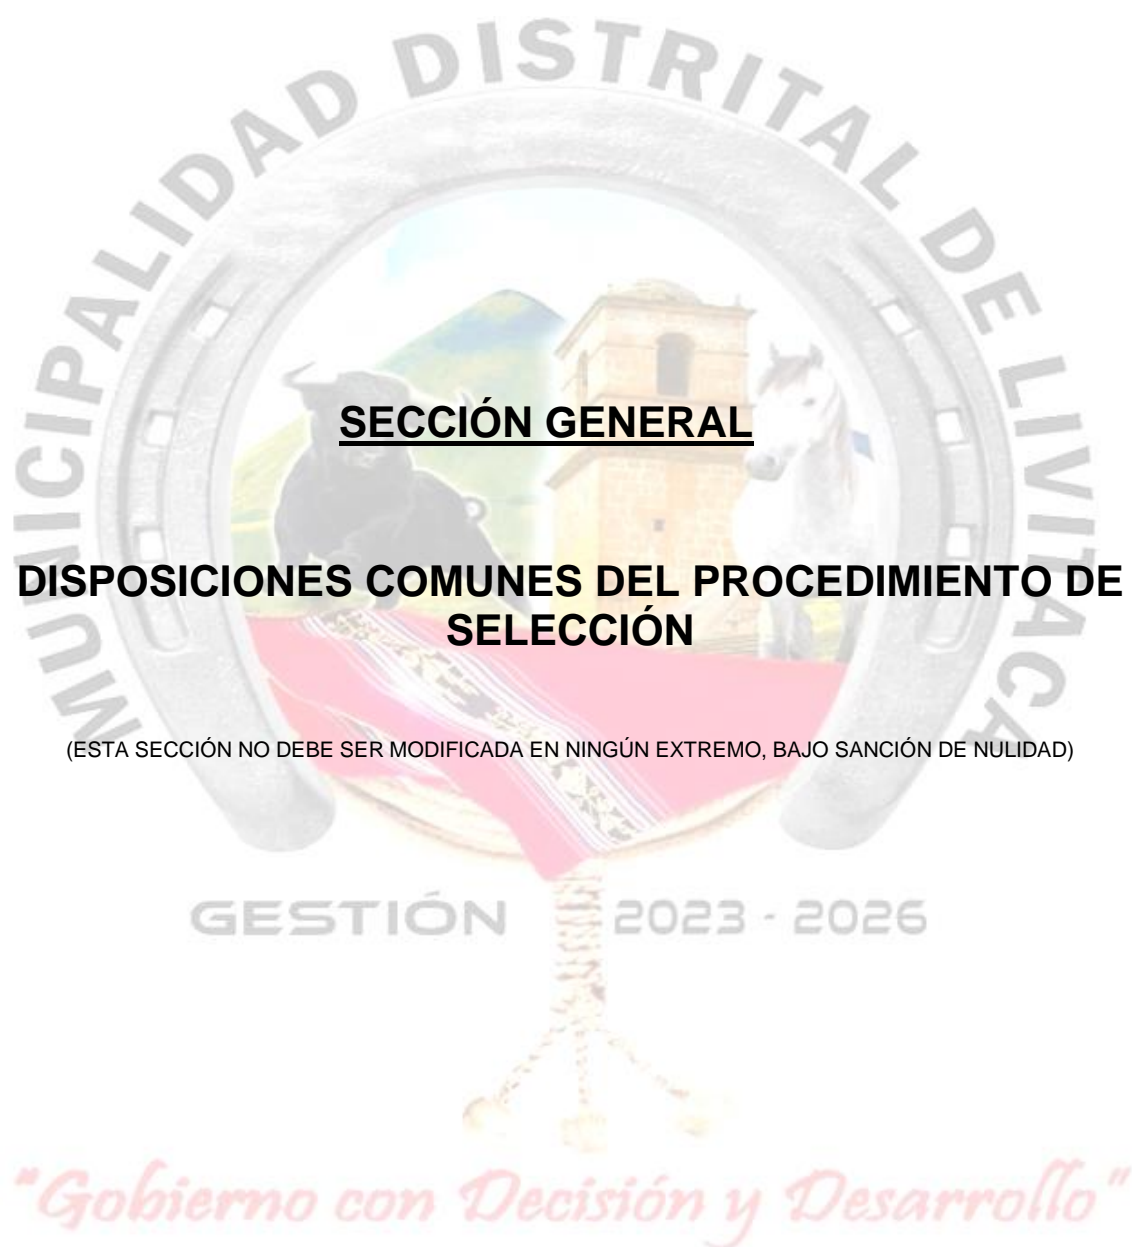 MUNICIPALIDAD DISTRITAL DE LIVITACA
SECCIÓN GENERAL
DISPOSICIONES COMUNES DEL PROCEDIMIENTO DE
SELECCIÓN
(ESTA SECCIÓN NO DEBE SER MODIFICADA EN NINGÚN EXTREMO, BAJO SANCIÓN DE NULIDAD)
GESTIÓN 2023 - 2026
"Gobierno con Decisión y Desarrollo"